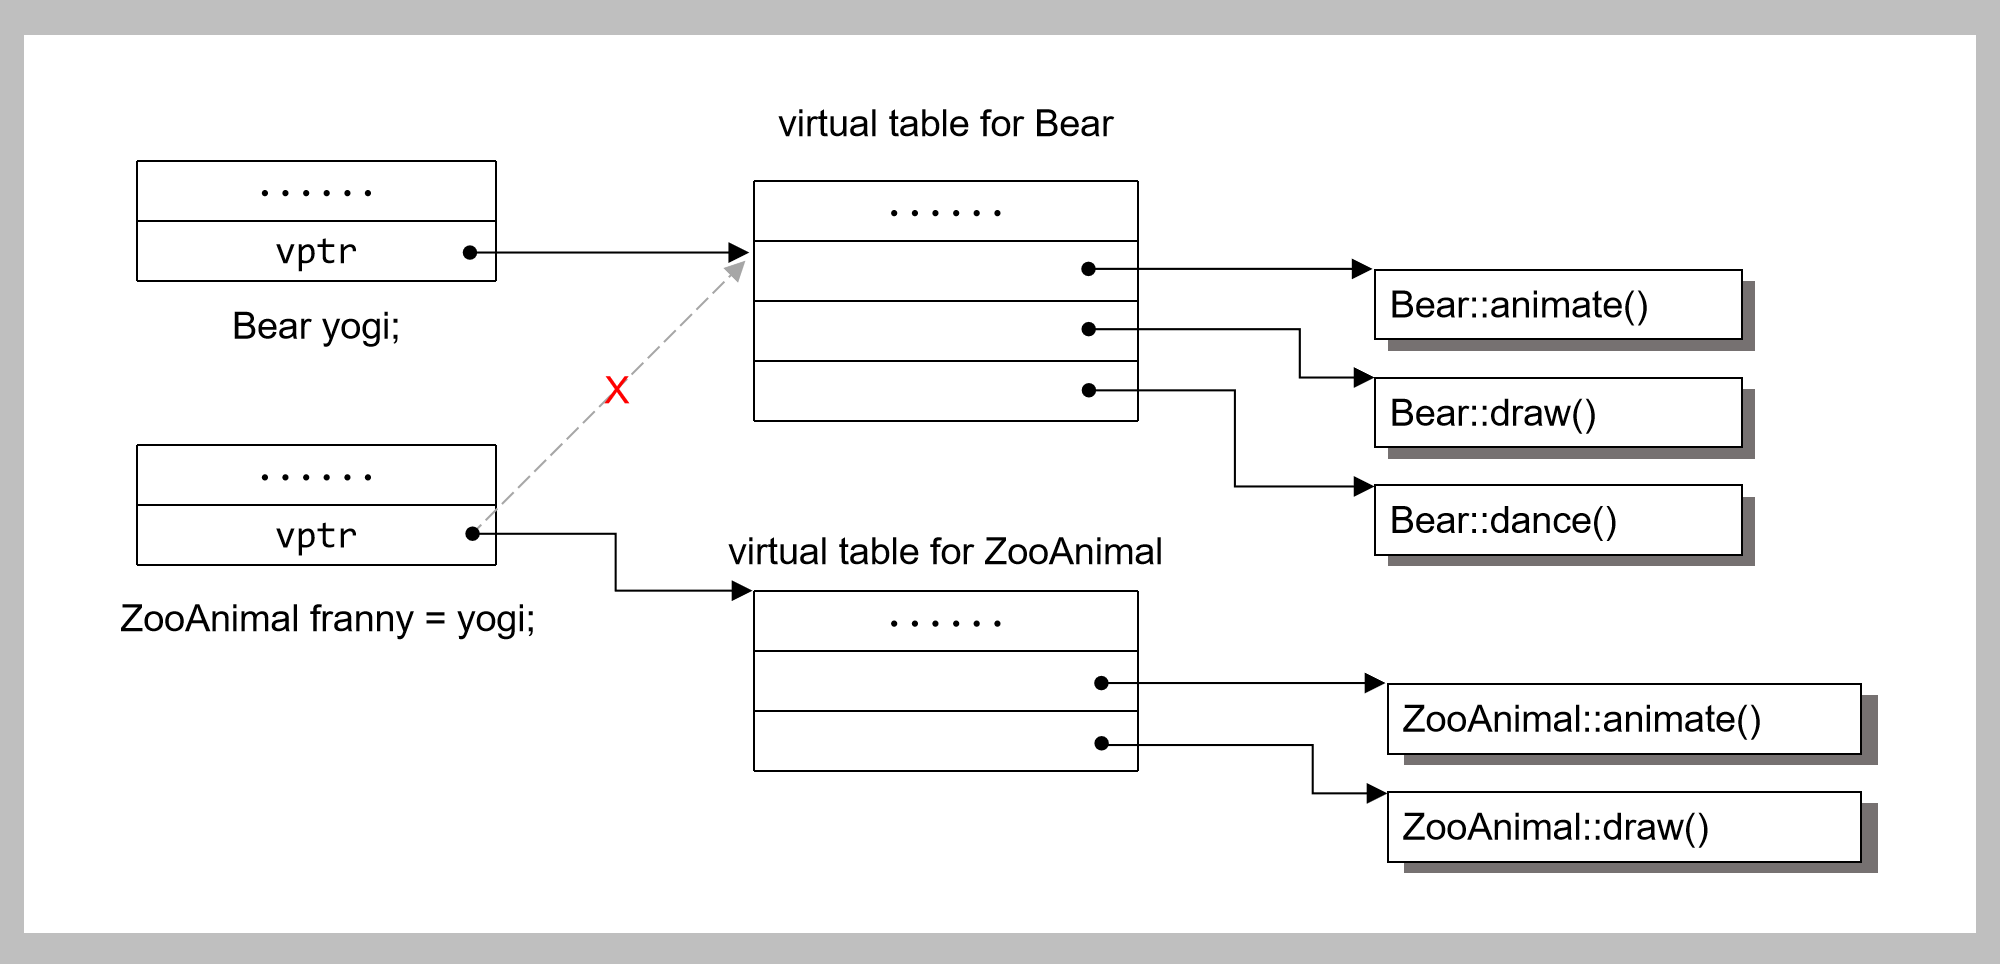 virtual table for Bear
······
vptr
Bear yogi;
······
Bear::animate()
Bear::draw()
Bear::dance()
······
vptr
ZooAnimal franny = yogi;
X
virtual table for ZooAnimal
······
ZooAnimal::animate()
ZooAnimal::draw()